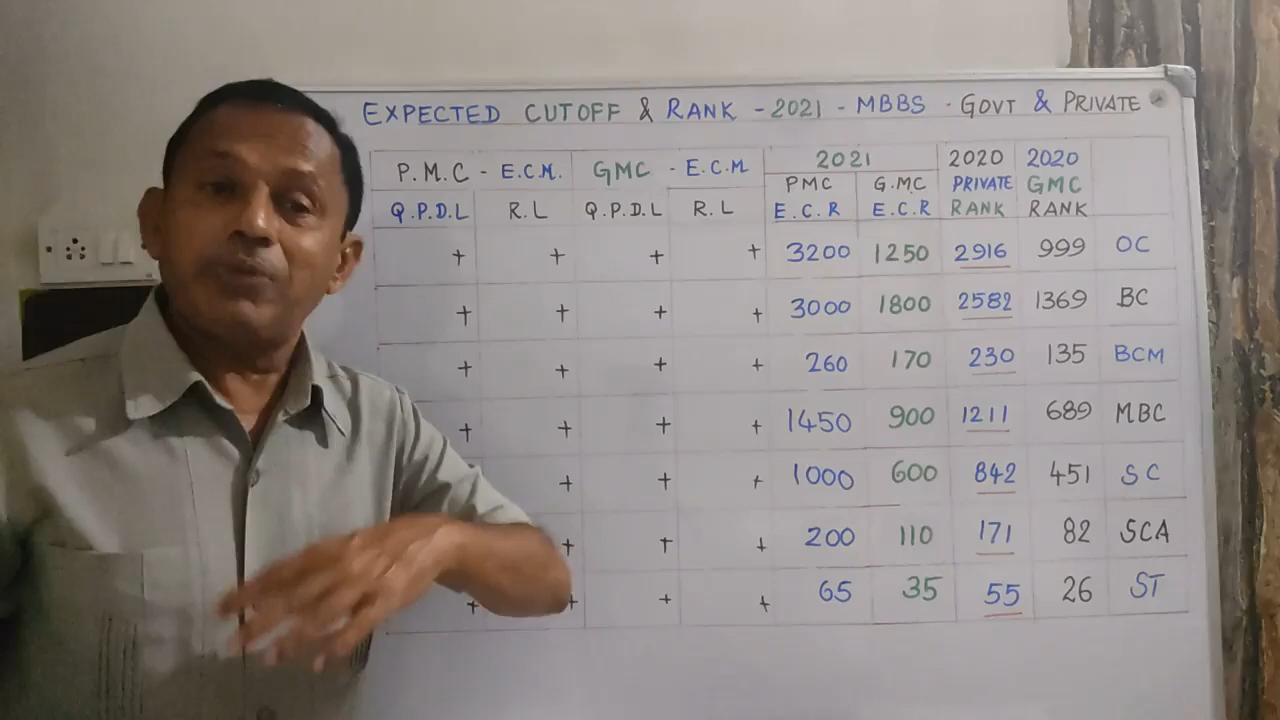 EXPECTED CUTOFF & RANK - 2021 - MBBS - GOVT & PRIVATE
P.M.C - E.C.M. GMC - E.C.M 2021 2020 PRIVATE RANK 2020 GMC RANK
Q.P.D.L R.L Q.P.D.L R.L PMC E.C.R G.MC E.C.R
+ + + + 3200 1250 2916 999 OC
+ + + + 3000 1800 2582 1369 BC
+ + + + 260 170 230 135 BCM
+ + + + 1450 900 1211 689 MBC
+ + + 1000 600 842 451 SC
+ + + 200 110 171 82 SCA
+ + + + 65 35 55 26 ST